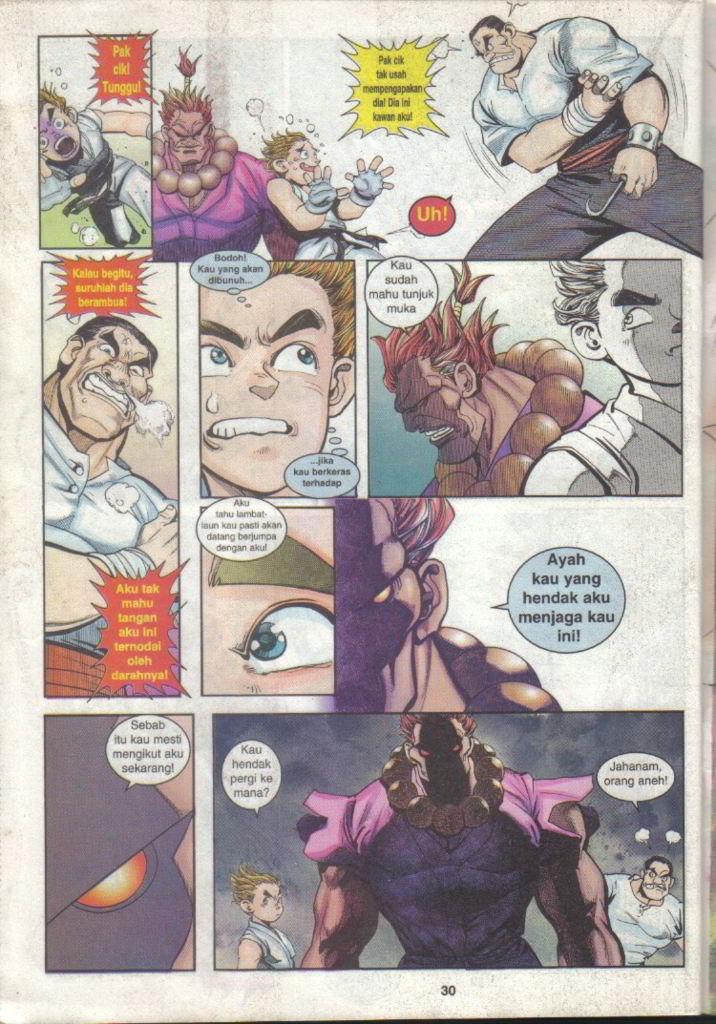 Pak
cik!
Tunggu!
Pak cik
tak usah
mempengapakan
dia! Dia ini
kawan aku!
Uh!
Kalau begitu,
suruhlah dia
berambus!
Aku tak
mahu
tangan
aku ini
ternodai
oleh
darahnya!
Bodoh!
Kau yang akan
dibunuh...
...jika
kau berkeras
terhadap
Kau
sudah
mahu tunjuk
muka
Aku
tahu lambat-
laun kau pasti akan
datang berjumpa
dengan aku!
Ayah
kau yang
hendak aku
menjaga kau
ini!
Sebab
itu kau mesti
mengikut aku
sekarang!
Kau
hendak
pergi ke
mana?
Jahanam,
orang aneh!
30